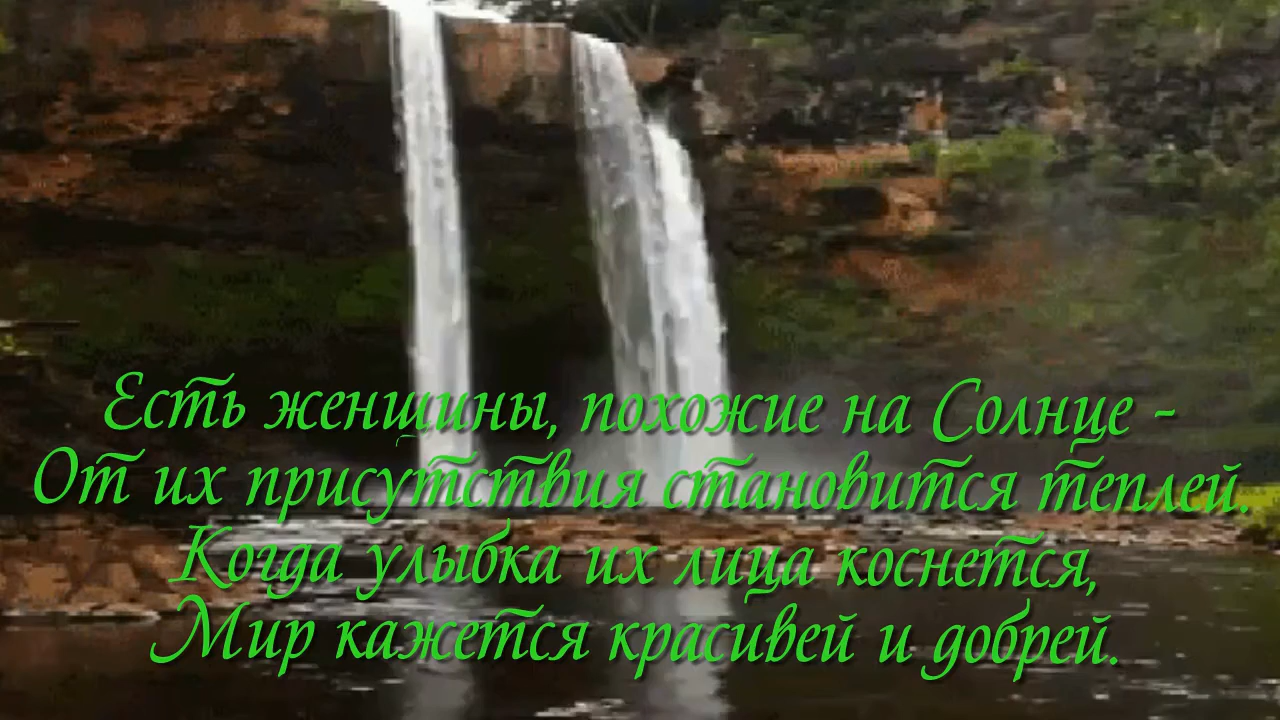 Есть женщины, похожие на Солнце -
От их присутствия становится теплей.
Когда улыбка их лица коснется,
Мир кажется красивей и добрей.